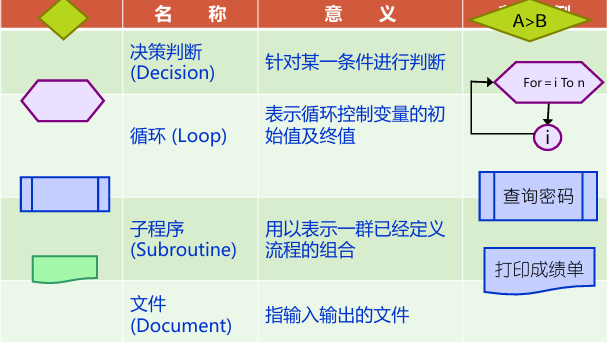 名 称
意 义
例
A>B
决策判断
(Decision)
针对某一条件进行判断
For = i To n
循环 (Loop)
表示循环控制变量的初
始值及终值
i
查询密码
子程序
(Subroutine)
用以表示一群已经定义
流程的组合
打印成绩单
文件
(Document)
指输入输出的文件